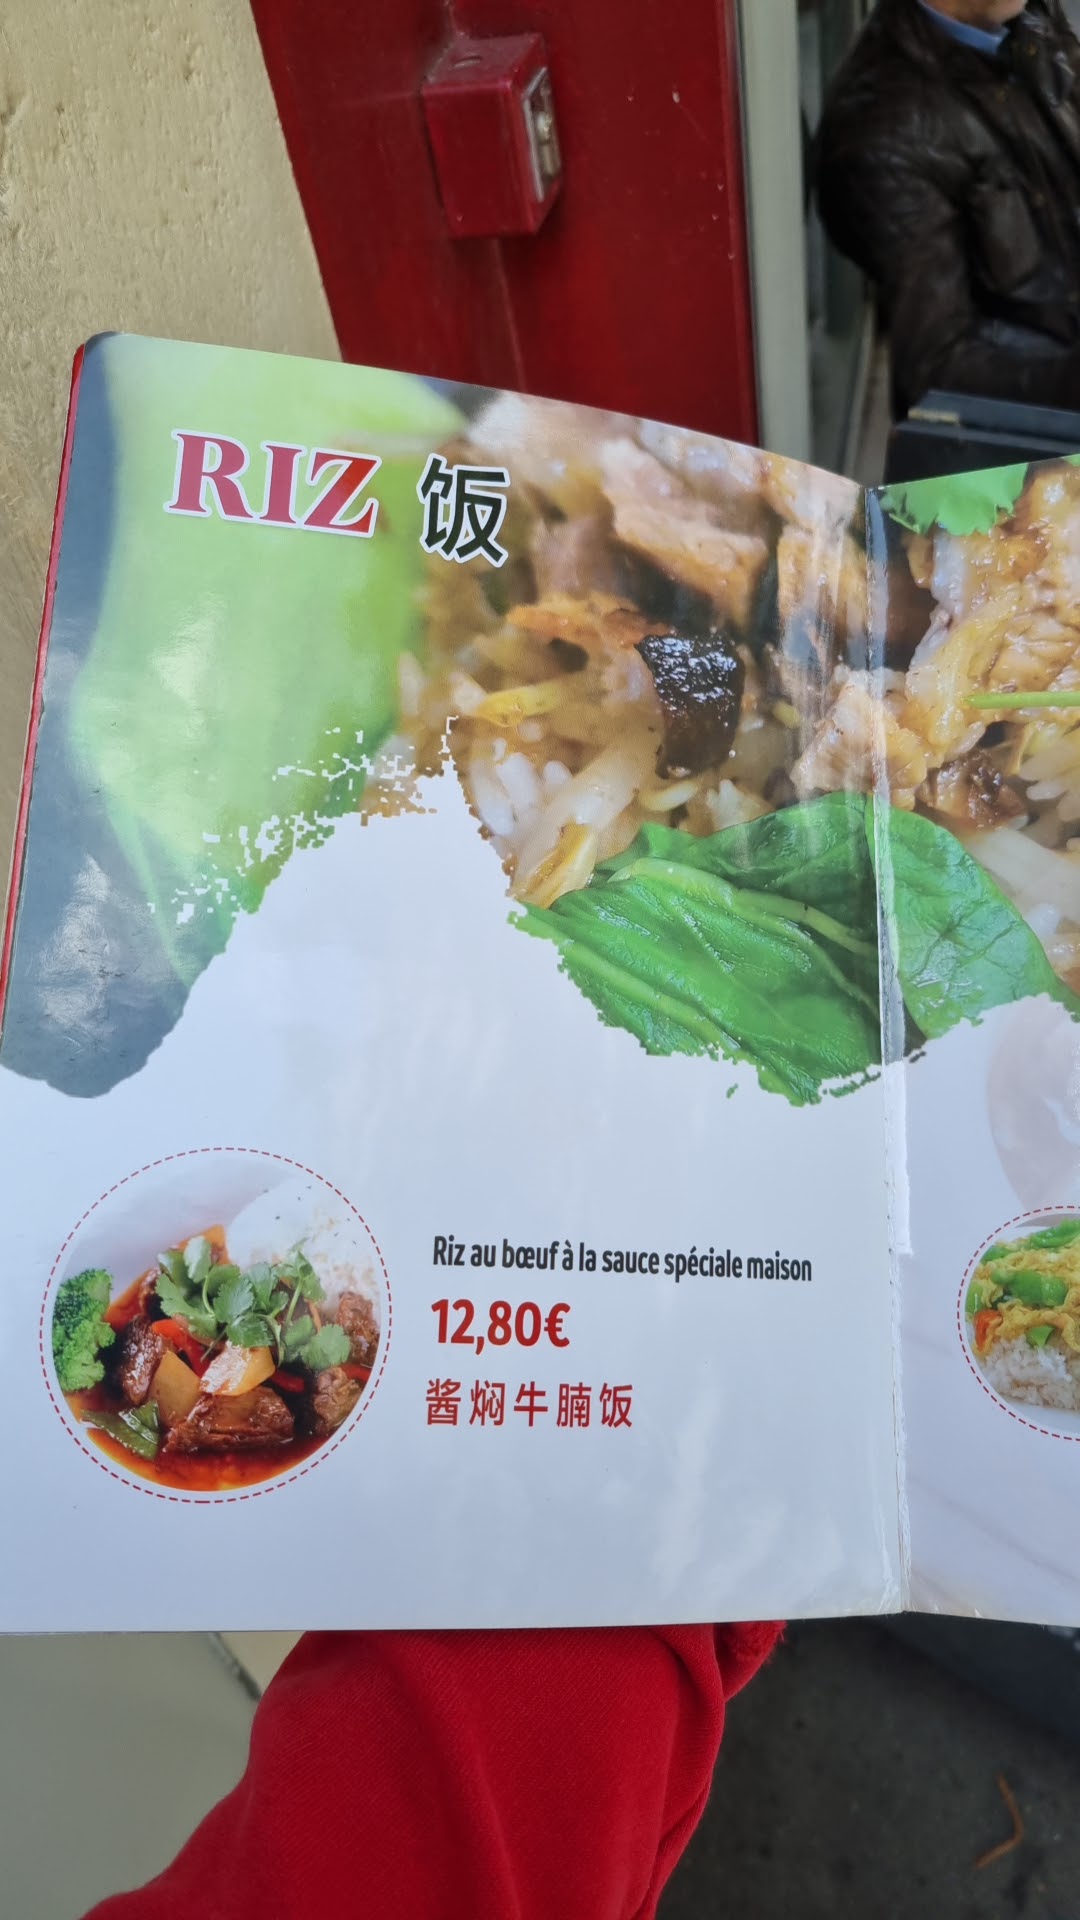 RIZ 饭
Riz au bœuf à la sauce spéciale maison
12,80€
酱焖牛腩饭